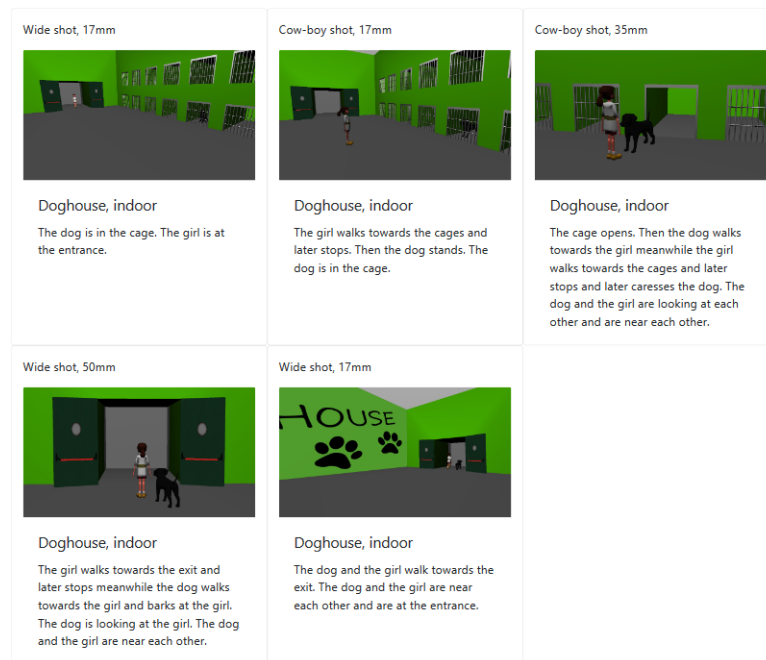 Wide shot, 17mm
Doghouse, indoor
The dog is in the cage. The girl is at
the entrance.
Cow-boy shot, 17mm
Doghouse, indoor
The girl walks towards the cages and
later stops. Then the dog stands. The
dog is in the cage.
Cow-boy shot, 35mm
Doghouse, indoor
The cage opens. Then the dog walks
towards the girl meanwhile the girl
walks towards the cages and later
stops and later caresses the dog. The
dog and the girl are looking at each
other and are near each other.
Wide shot, 50mm
Doghouse, indoor
The girl walks towards the exit and
later stops meanwhile the dog walks
towards the girl and barks at the girl.
The dog is looking at the girl. The dog
and the girl are near each other.
Wide shot, 17mm
HOUSE
Doghouse, indoor
The dog and the girl walk towards the
exit. The dog and the girl are near
each other and are at the entrance.